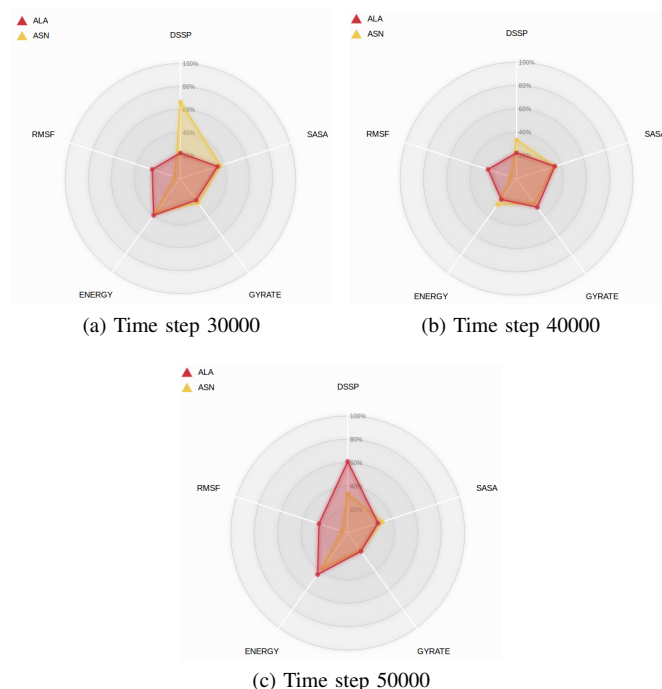 ALA
ASN
DSSP
100%
80%
60%
40%
RMSF
SASA
ENERGY
GYRATE
(a) Time step 30000
ALA
ASN
DSSP
100%
80%
60%
40%
RMSF
SASA
ENERGY
GYRATE
(b) Time step 40000
ALA
ASN
DSSP
100%
80%
60%
40%
20%
RMSF
SASA
ENERGY
GYRATE
(c) Time step 50000